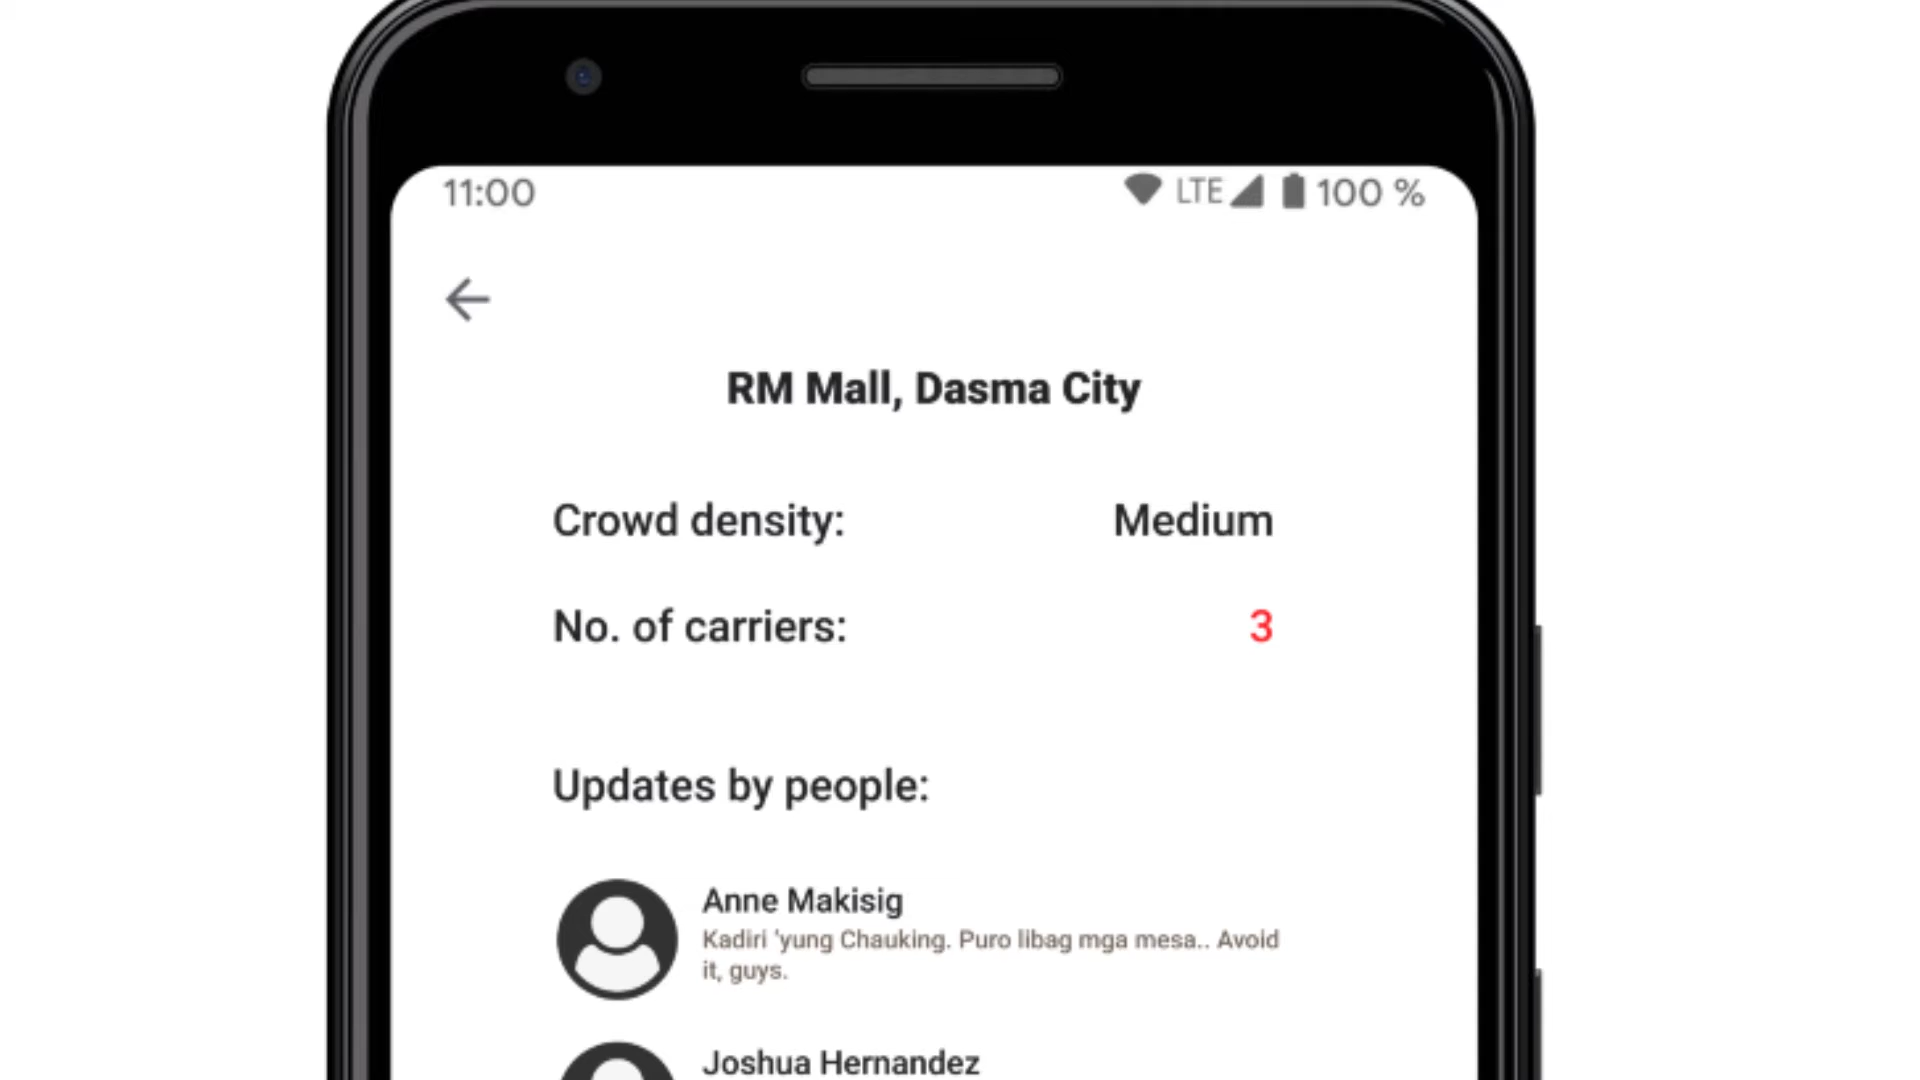 11:00 LTE 100 %
RM Mall, Dasma City
Crowd density: Medium
No. of carriers: 3
Updates by people:
Anne Makisig
Kadiri 'yung Chauking. Puro libag mga mesa.. Avoid
it, guys.
Joshua Hernandez